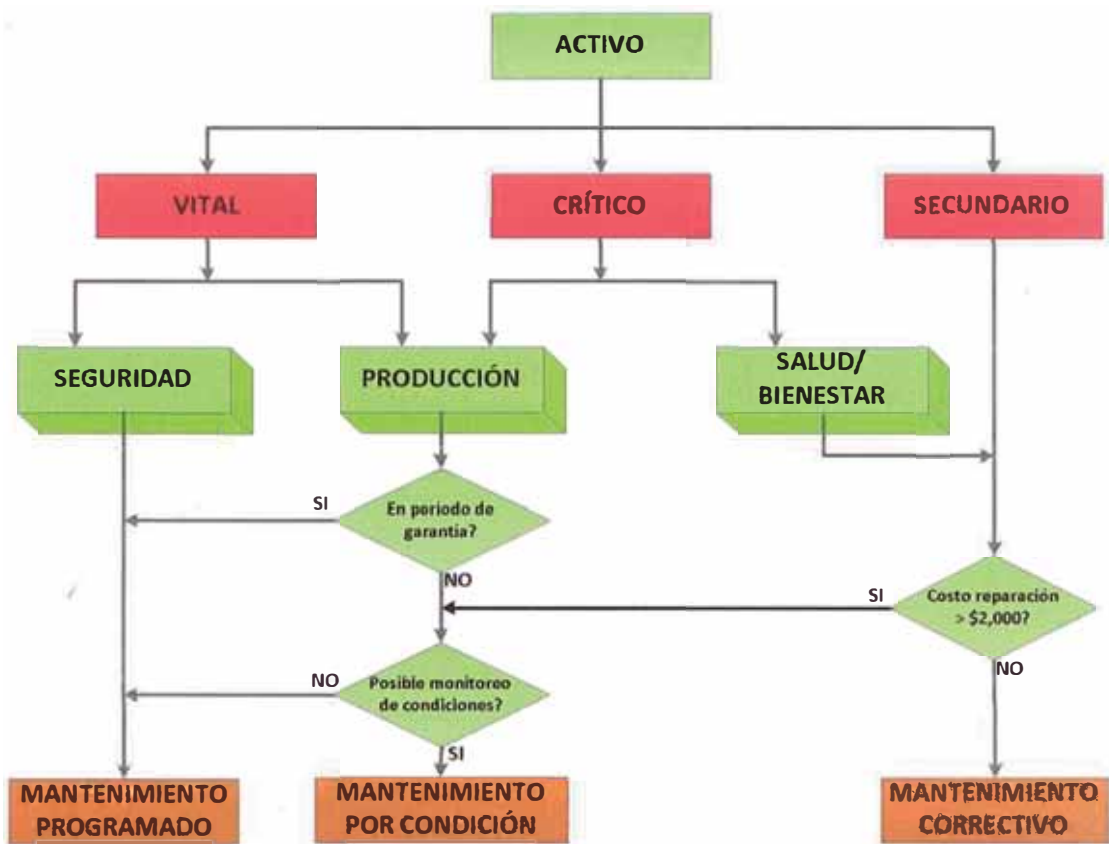 ACTIVO
VITAL
CRÍTICO
SECUNDARIO
SEGURIDAD
PRODUCCIÓN
SALUD/
BIENESTAR
SI
En periodo de
garantia?
NO
SI
Costo reparación
> $2,000?
NO
Posible monitoreo
de condiciones?
NO
SI
MANTENIMIENTO
PROGRAMADO
MANTENIMIENTO
POR CONDICIÓN
MANTENIMIENTO
CORRECTIVO